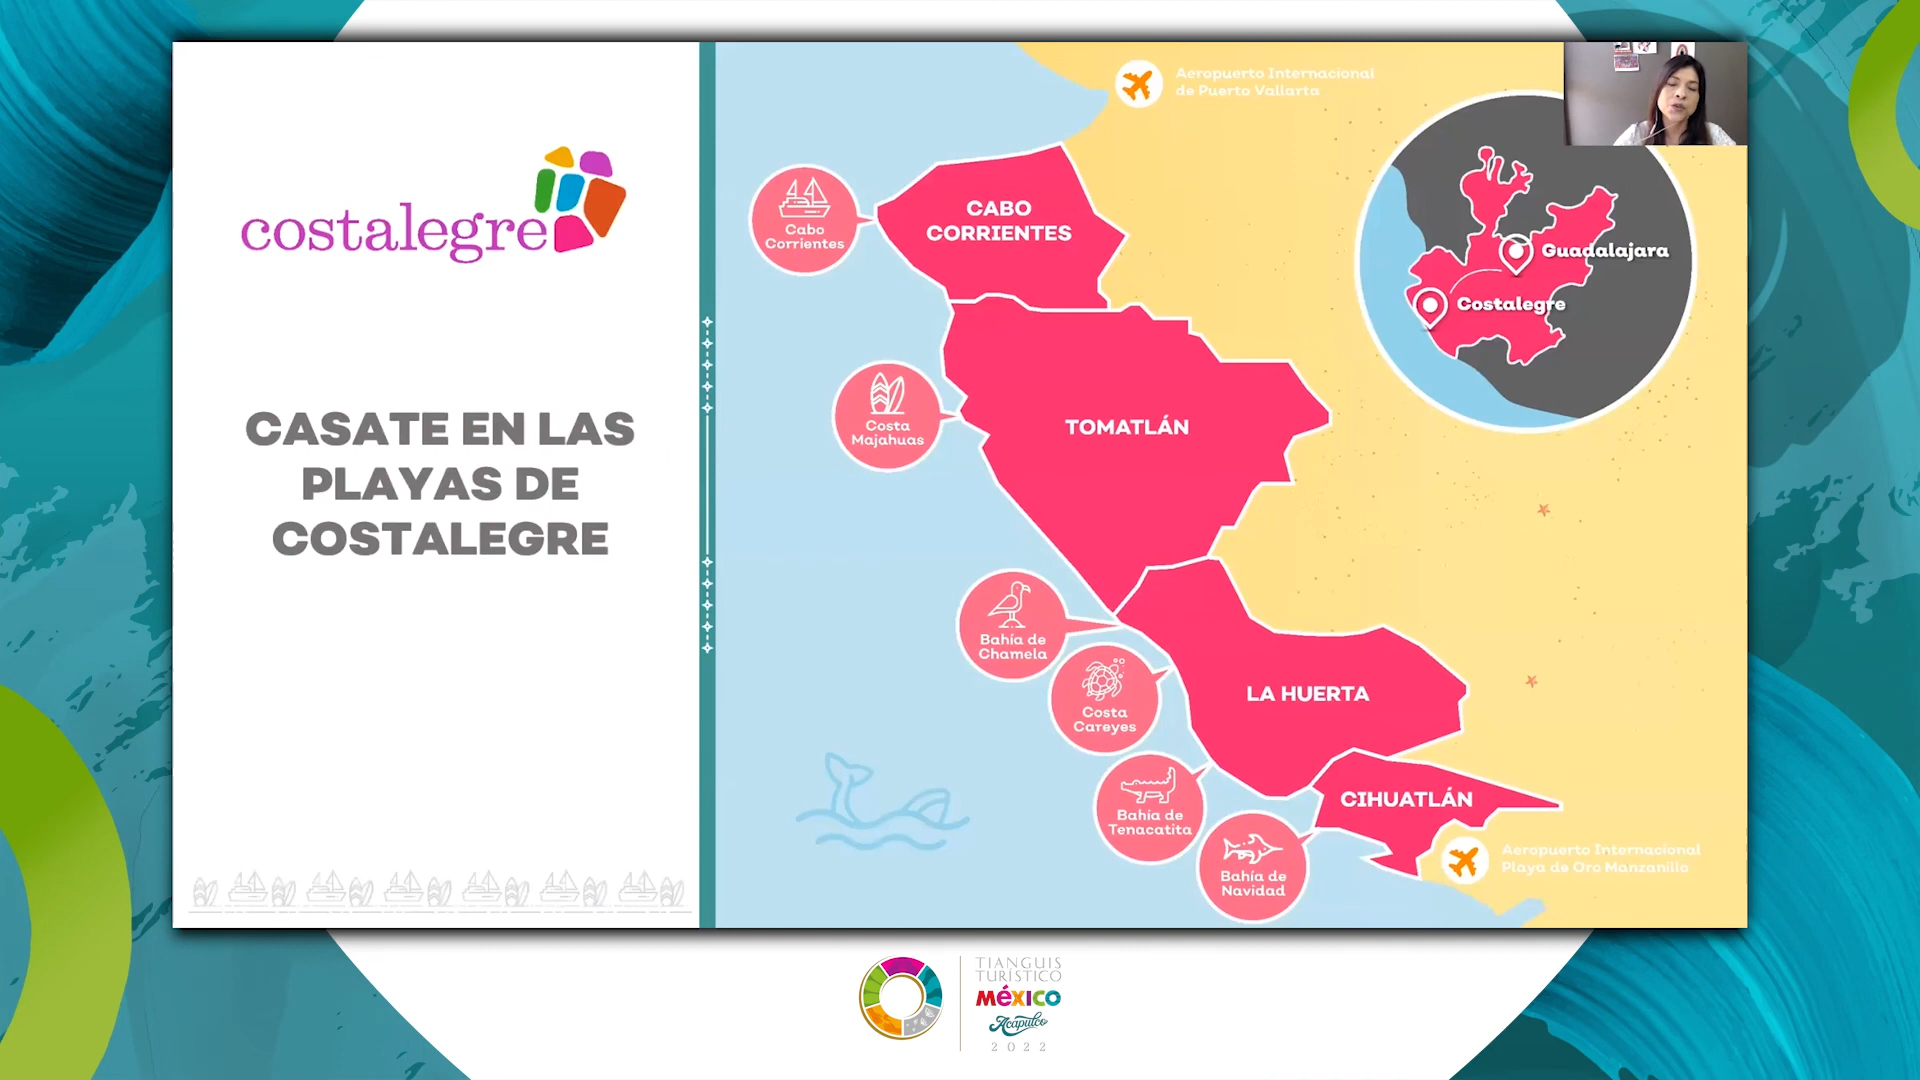 costalegre
CASATE EN LAS
PLAYAS DE
COSTALEGRE
Aeropuerto Internacional
de Puerto Vallarta
Cabo
Corrientes
CABO
CORRIENTES
Guadalajara
Costalegre
Costa
Majahuas
TOMATLÁN
Bahía de
Chamela
Costa
Careyes
LA HUERTA
Bahía de
Tenacatita
CIHUATLÁN
Bahía de
Navidad
Aeropuerto Internacional
Playa de Oro Manzanillo
TIANGUIS
TURÍSTICO
MéXICO
Acapulco
2022